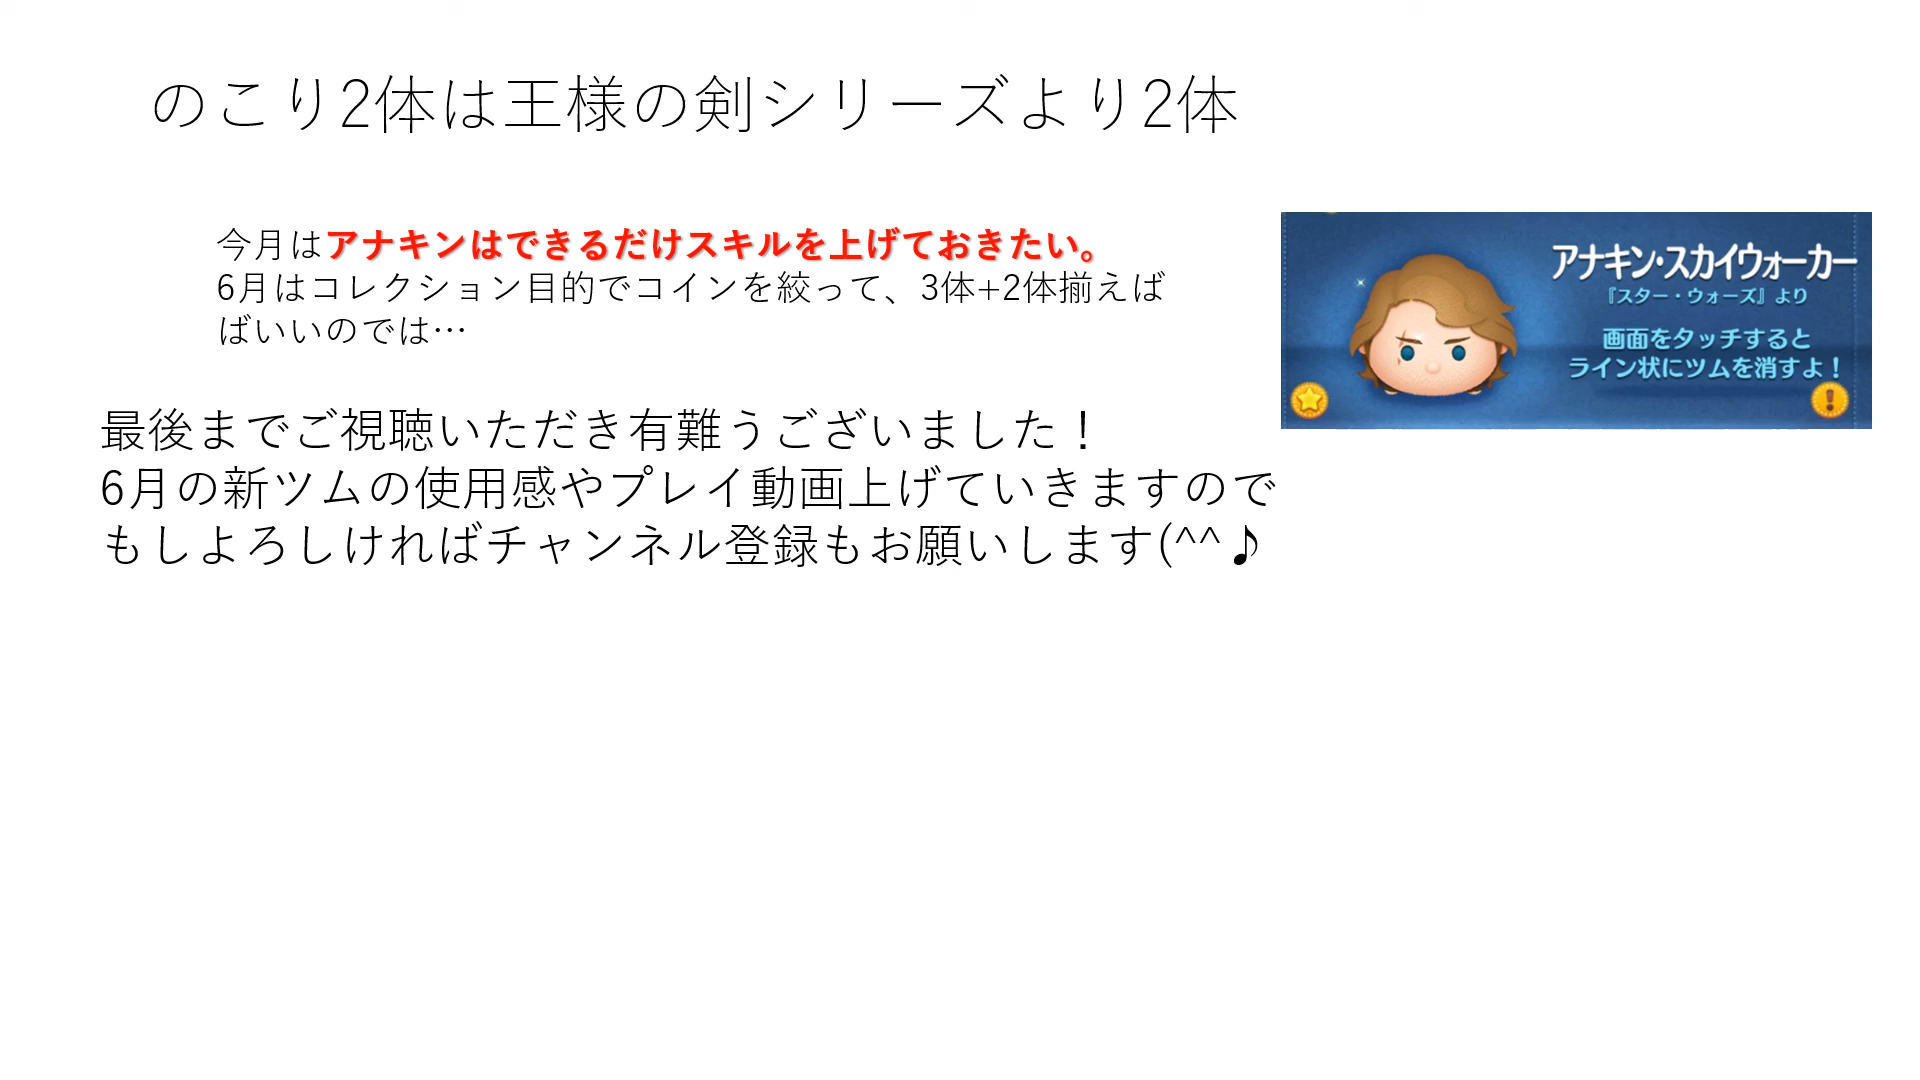 のこり2体は王様の剣シリーズより2体
今月はアナキンはできるだけスキルを上げておきたい。
6月はコレクション目的でコインを絞って、3体+2体揃えば
ばいいのでは…
アナキン・スカイウォーカー
『スター・ウォーズ』より
画面をタッチすると
ライン状にツムを消すよ！
最後までご視聴いただき有難うございました！
6月の新ツムの使用感やプレイ動画上げていきますので
もしよろしければチャンネル登録もお願いします(^^♪